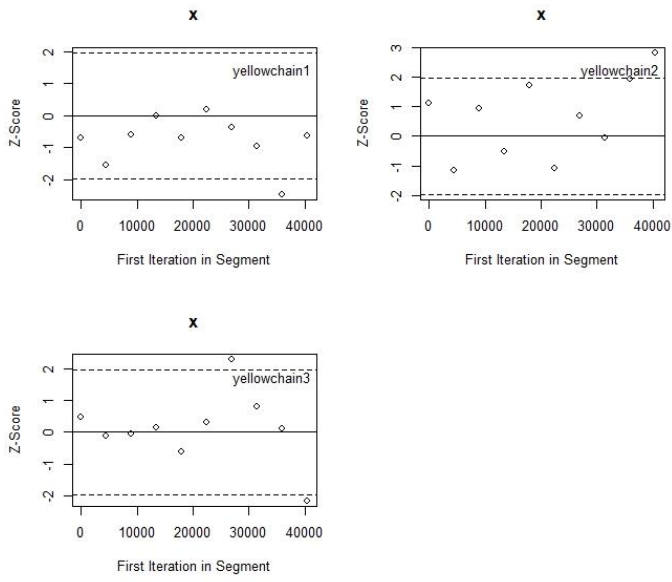 x
yellowchain1
Z-Score
2
1
0
-1
-2
0 10000 20000 30000 40000
First Iteration in Segment
x
yellowchain2
Z-Score
3
2
1
0
-1
-2
0 10000 20000 30000 40000
First Iteration in Segment
x
yellowchain3
Z-Score
2
1
0
-1
-2
0 10000 20000 30000 40000
First Iteration in Segment